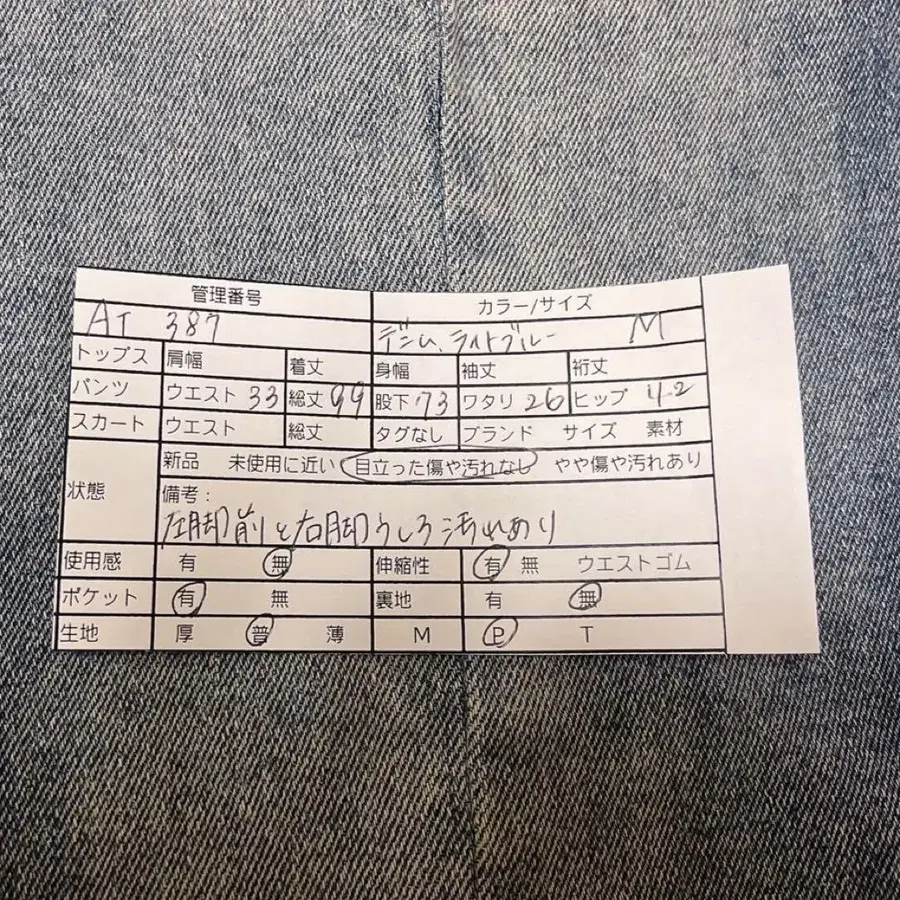 管理番号 カラー/サイズ
AT 387 デニム、ライトブルー M
トップス 肩幅 着丈 身幅 袖丈 裄丈
パンツ ウエスト 33 総丈 99 股下 73 ワタリ 26 ヒップ 42
スカート ウエスト 総丈 タグなし ブランド サイズ 素材
状態 新品 未使用に近い 目立った傷や汚れなし やや傷や汚れあり
備考:
左脚前と右脚うしろ汚れあり
使用感 有 無 伸縮性 有 無 ウエストゴム
ポケット 有 無 裏地 有 無
生地 厚 普 薄 M P T